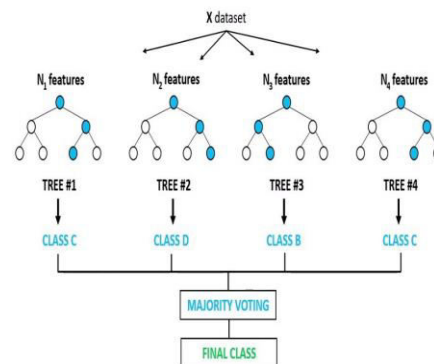 X dataset
N₁ features N₂ features N₃ features N₄ features
TREE #1 TREE #2 TREE #3 TREE #4
CLASS C CLASS D CLASS B CLASS C
MAJORITY VOTING
FINAL CLASS